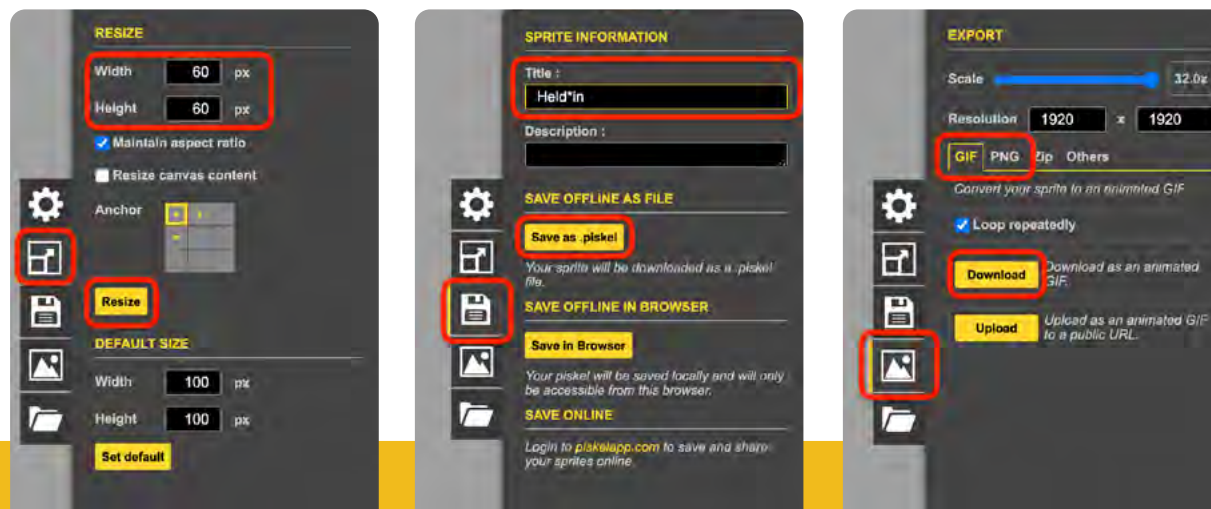 RESIZE
Width 60 px
Height 60 px
Maintain aspect ratio
Resize canvas content
Anchor
Resize
DEFAULT SIZE
Width 100 px
Height 100 px
Set default
SPRITE INFORMATION
Title :
Held*in
Description :
SAVE OFFLINE AS FILE
Save as .piskel
Your sprite will be downloaded as a .piskel
file.
SAVE OFFLINE IN BROWSER
Save in Browser
Your piskel will be saved locally and will only
be accessible from this browser.
SAVE ONLINE
Login to piskelapp.com to save and share
your sprites online.
EXPORT
Scale 32.0x
Resolution 1920 x 1920
GIF PNG Zip Others
Convert your sprite to an animated GIF
Loop repeatedly
Download Download as an animated
GIF.
Upload Upload as an animated GIF
to a public URL.